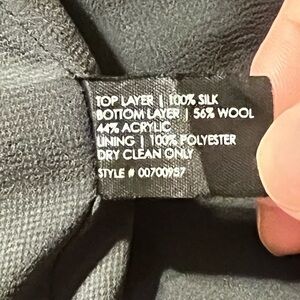 TOP LAYER | 100% SILK
BOTTOM LAYER | 56% WOOL
44% ACRYLIC
LINING | 100% POLYESTER
DRY CLEAN ONLY
STYLE # 00700957